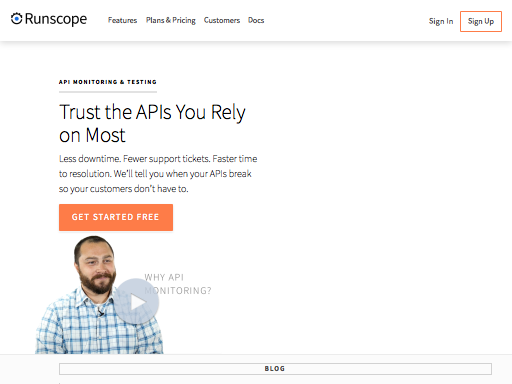 Runscope
Features Plans & Pricing Customers Docs
Sign In Sign Up
API MONITORING & TESTING
Trust the APIs You Rely
on Most
Less downtime. Fewer support tickets. Faster time
to resolution. We'll tell you when your APIs break
so your customers don't have to.
GET STARTED FREE
WHY API
MONITORING?
BLOG